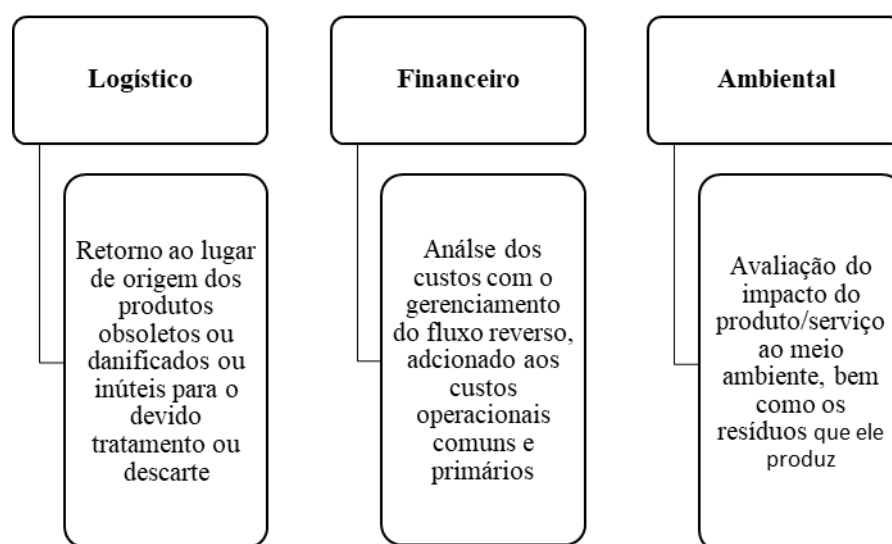 Logístico
Retorno ao lugar
de origem dos
produtos
obsoletos ou
danificados ou
inúteis para o
devido
tratamento ou
descarte
Financeiro
Análse dos
custos com o
gerenciamento
do fluxo reverso,
adcionado aos
custos
operacionais
comuns e
primários
Ambiental
Avaliação do
impacto do
produto/serviço
ao meio
ambiente, bem
como os
resíduos que ele
produz